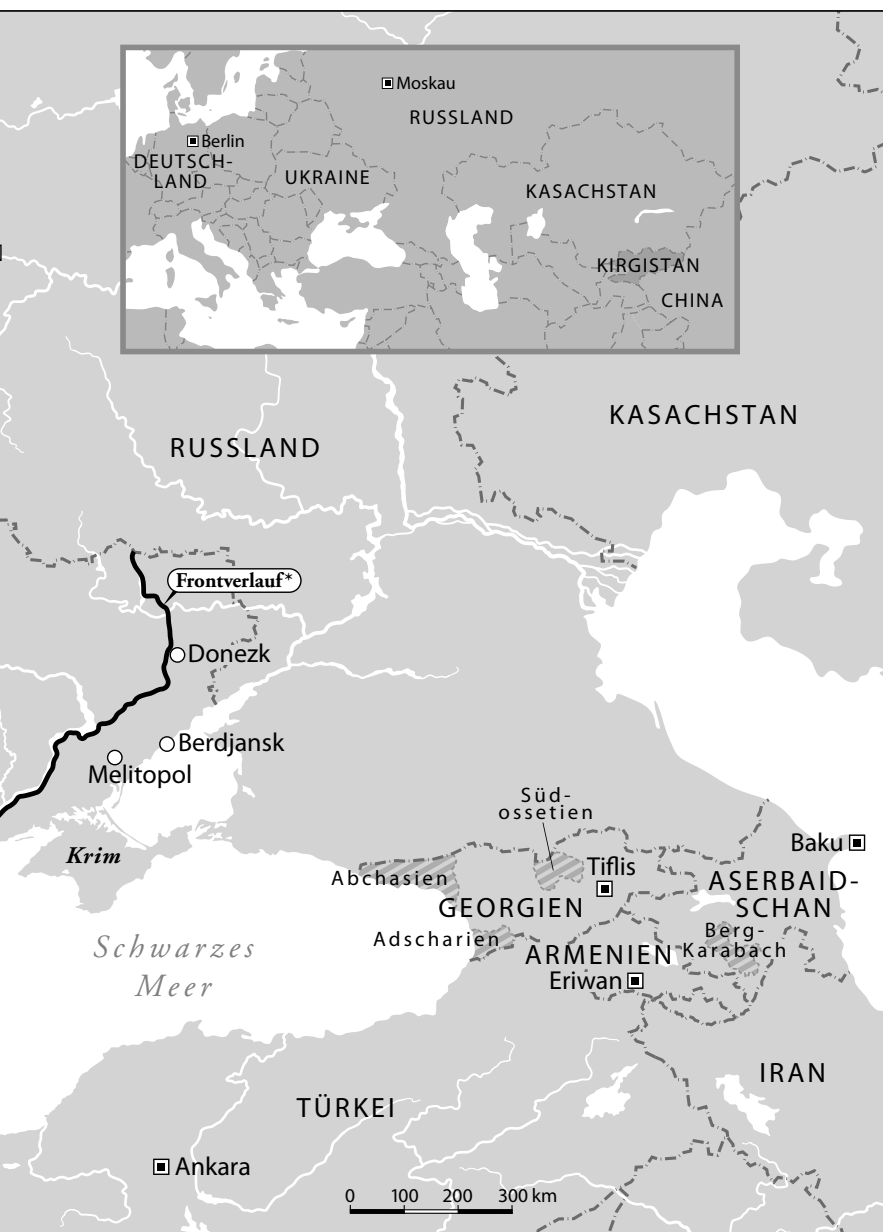 Moskau
RUSSLAND
Berlin
DEUTSCH-
LAND
UKRAINE
KASACHSTAN
KIRGISTAN
CHINA
KASACHSTAN
RUSSLAND
Frontverlauf*
Donezk
Berdjansk
Melitopol
Krim
Süd-
ossetien
Baku
Tiflis
Abchasien
ASERBAID-
SCHAN
GEORGIEN
Adscharien
Berg-
Karabach
ARMENIEN
Eriwan
Schwarzes
Meer
IRAN
TÜRKEI
Ankara
0 100 200 300 km